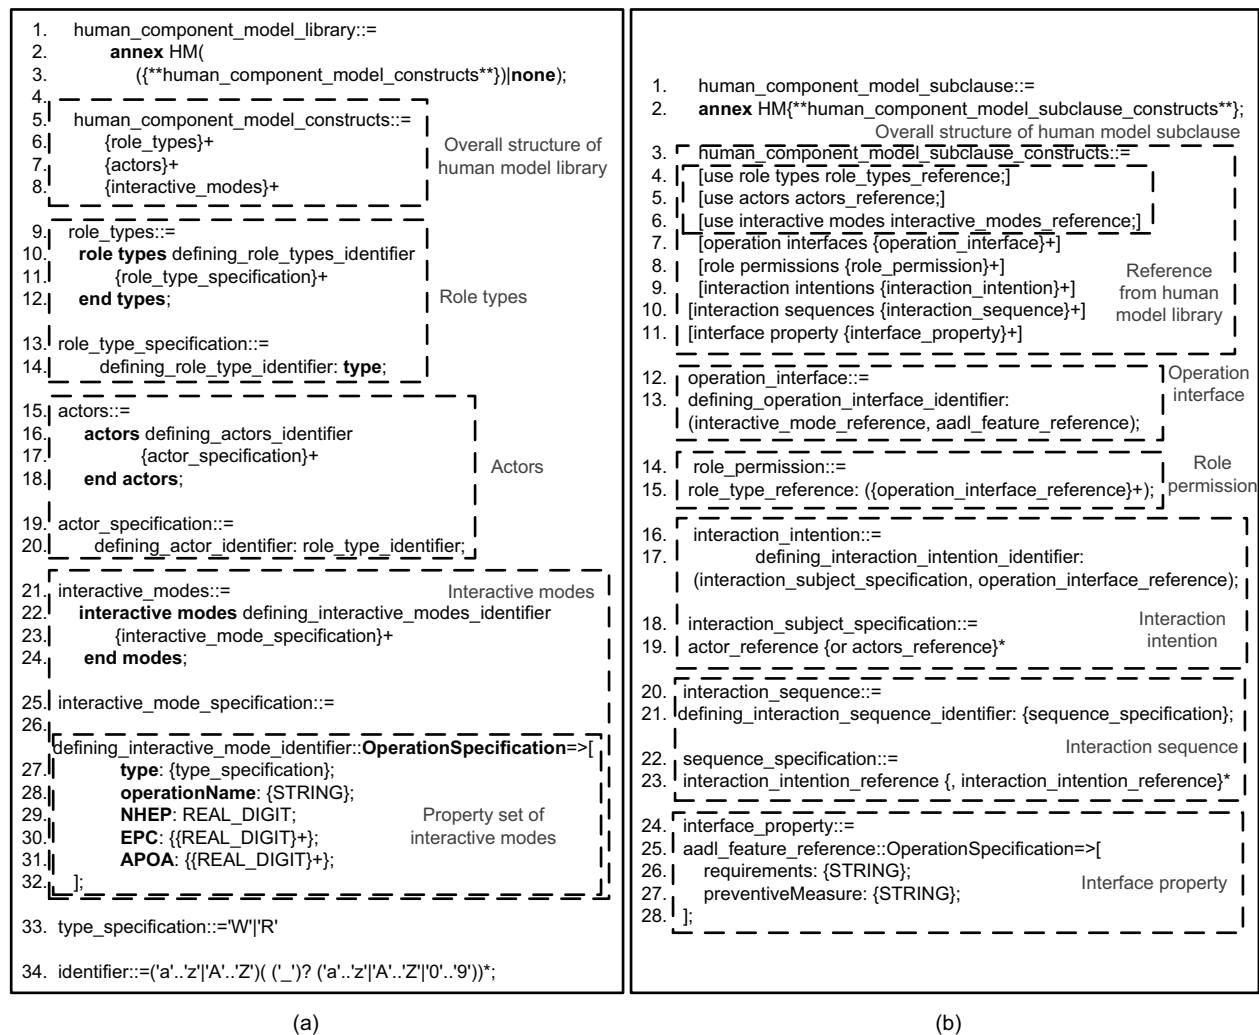 1. human_component_model_library::=
2. annex HM(
3. ({**human_component_model_constructs**})|none);
4.
5. human_component_model_constructs::=
6. {role_types}+
7. {actors}+
8. {interactive_modes}+
Overall structure of
human model library
9. role_types::=
10. role types defining_role_types_identifier
11. {role_type_specification}+
12. end types;
Role types
13. role_type_specification::=
14. defining_role_type_identifier: type;
15. actors::=
16. actors defining_actors_identifier
17. {actor_specification}+
18. end actors;
Actors
19. actor_specification::=
20. defining_actor_identifier: role_type_identifier;
21. interactive_modes::=
Interactive modes
22. interactive modes defining_interactive_modes_identifier
23. {interactive_mode_specification}+
24. end modes;
25. interactive_mode_specification::=
26.
defining_interactive_mode_identifier::OperationSpecification=>[
27. type: {type_specification};
28. operationName: {STRING};
29. NHEP: REAL_DIGIT;
30. EPC: {{REAL_DIGIT}+};
31. APOA: {{REAL_DIGIT}+};
32. ];
Property set of
interactive modes
33. type_specification::='W'|'R'
34. identifier::=('a'..'z'|'A'..'Z')( ('_')? ('a'..'z'|'A'..'Z'|'0'..'9'))*;
(a)
1. human_component_model_subclause::=
2. annex HM{**human_component_model_subclause_constructs**};
Overall structure of human model subclause
3. human_component_model_subclause_constructs::=
4. [use role types role_types_reference;]
5. [use actors actors_reference;]
6. [use interactive modes interactive_modes_reference;]
7. [operation interfaces {operation_interface}+]
8. [role permissions {role_permission}+]
9. [interaction intentions {interaction_intention}+]
10. [interaction sequences {interaction_sequence}+]
11. [interface property {interface_property}+]
Reference
from human
model library
12. operation_interface::=
13. defining_operation_interface_identifier:
(interactive_mode_reference, aadl_feature_reference);
Operation
interface
14. role_permission::=
15. role_type_reference: ({operation_interface_reference}+);
Role
permission
16. interaction_intention::=
17. defining_interaction_intention_identifier:
(interaction_subject_specification, operation_interface_reference);
18. interaction_subject_specification::=
19. actor_reference {or actors_reference}*
Interaction
intention
20. interaction_sequence::=
21. defining_interaction_sequence_identifier: {sequence_specification};
Interaction sequence
22. sequence_specification::=
23. interaction_intention_reference {, interaction_intention_reference}*
24. interface_property::=
25. aadl_feature_reference::OperationSpecification=>[
26. requirements: {STRING};
27. preventiveMeasure: {STRING};
28. ];
Interface property
(b)